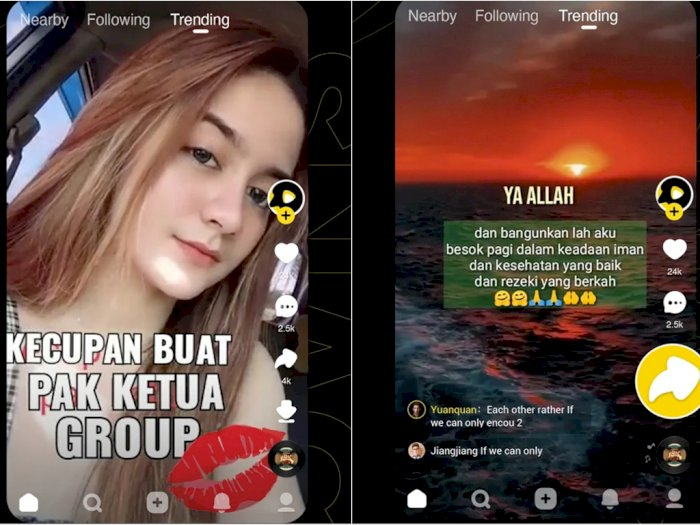 Nearby Following Trending
2.5k
4k
KECUPAN BUAT
PAK KETUA
GROUP
Nearby Following Trending
YA ALLAH
dan bangunkan lah aku
besok pagi dalam keadaan iman
dan kesehatan yang baik
dan rezeki yang berkah
🤗🤗🙏🙏🤲🤲
24k
2.5k
Yuanquan: Each other rather If
we can only encou 2
Jiangjiang If we can only